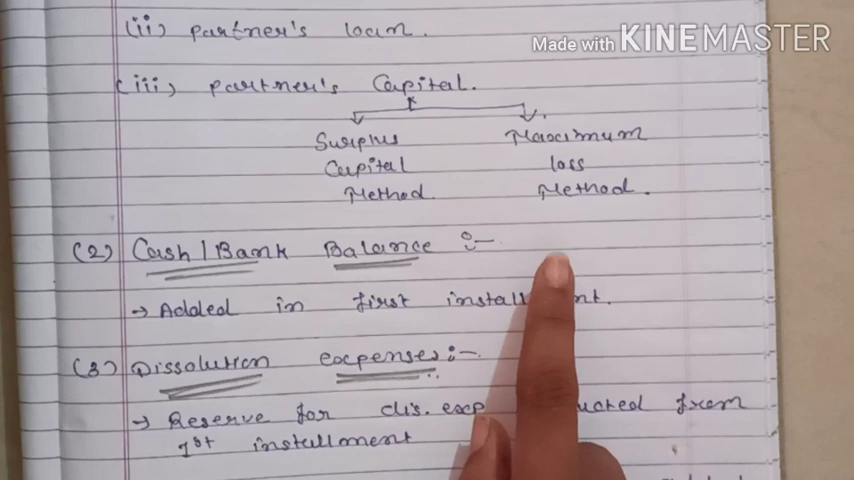 (ii) partner's loan.
Made with KINEMASTER
(iii) partner's Capital.
Surplus Maximum
Capital loss
Method. Method.
(2) Cash/Bank Balance :-
→ Added in first install nt.
(3) Dissolution expenses :-
→ Reserve for dis. exp ucted from
1st installment